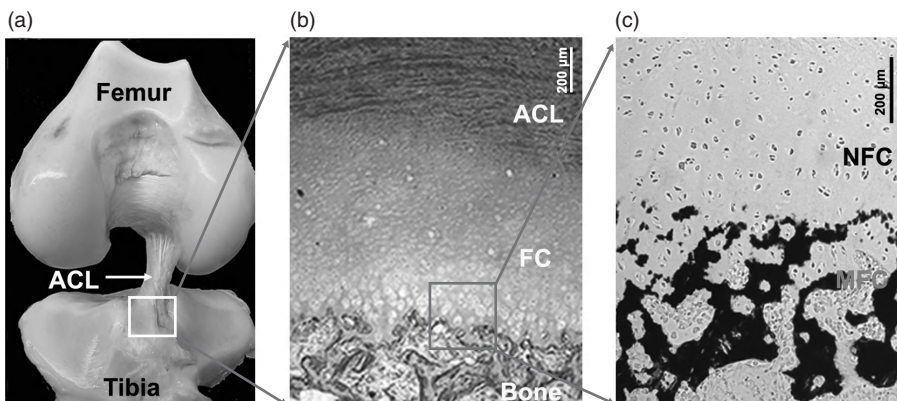 (a)
Femur
ACL
Tibia
(b)
200 µm
ACL
FC
Bone
(c)
200 µm
NFC
MFC